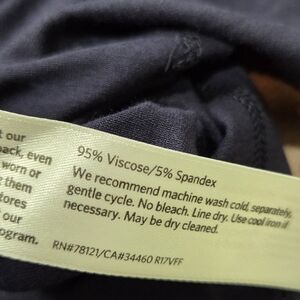 t our
back, even
worn or
g them
tores
t our
ogram.
95% Viscose/5% Spandex
We recommend machine wash cold, separately,
gentle cycle. No bleach. Line dry. Use cool iron if
necessary. May be dry cleaned.
RN#78121/CA#34460 R17VFF